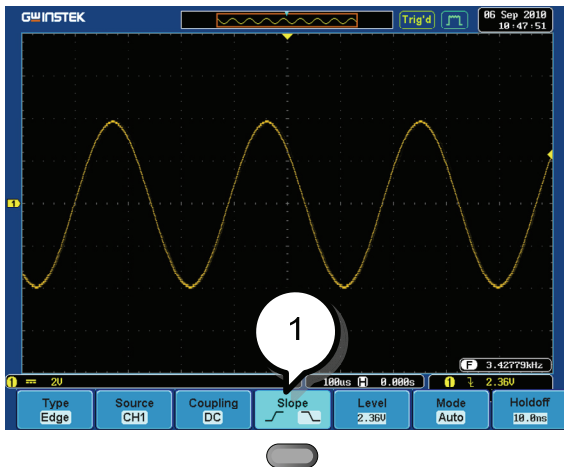 GWINSTEK
Trig'd
06 Sep 2010
10:47:51
1
1
F 3.42779kHz
1 2V
100us H 0.000s
1 2.36V
Type
Edge
Source
CH1
Coupling
DC
Slope
Level
2.36V
Mode
Auto
Holdoff
10.0ns